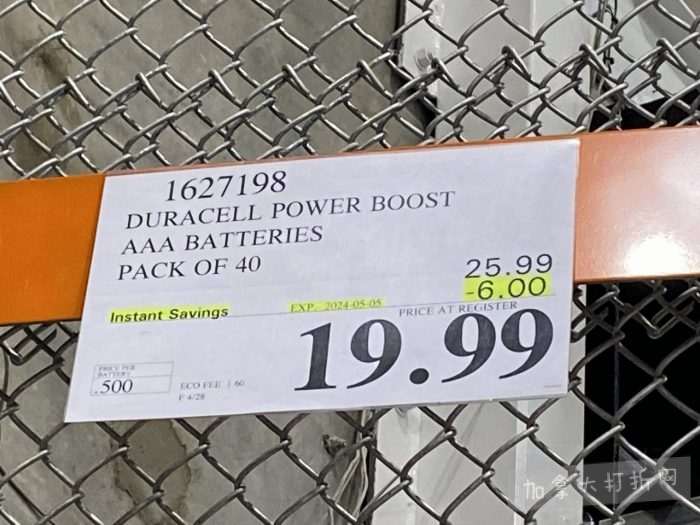 1627198
DURACELL POWER BOOST
AAA BATTERIES
PACK OF 40
25.99
-6.00
Instant Savings
EXP. 2024-05-05
PRICE AT REGISTER
19.99
PRICE PER
BATTERY
.500
ECO FEE | 60
P 4/28
加拿大打折网